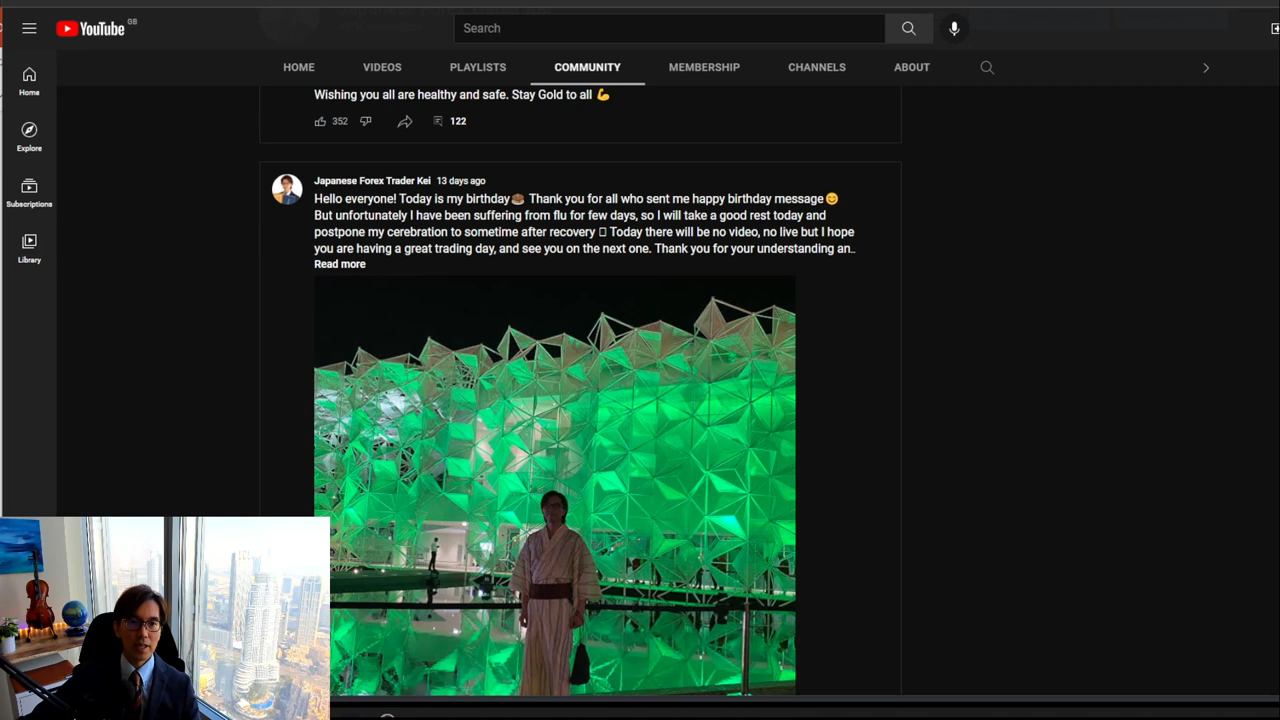 YouTube GB
Search
HOME VIDEOS PLAYLISTS COMMUNITY MEMBERSHIP CHANNELS ABOUT
Home
Explore
Subscriptions
Library
Wishing you all are healthy and safe. Stay Gold to all 💪
352 122
Japanese Forex Trader Kei 13 days ago
Hello everyone! Today is my birthday🎂 Thank you for all who sent me happy birthday message😊
But unfortunately I have been suffering from flu for few days, so I will take a good rest today and
postpone my cerebration to sometime after recovery ▯ Today there will be no video, no live but I hope
you are having a great trading day, and see you on the next one. Thank you for your understanding an..
Read more